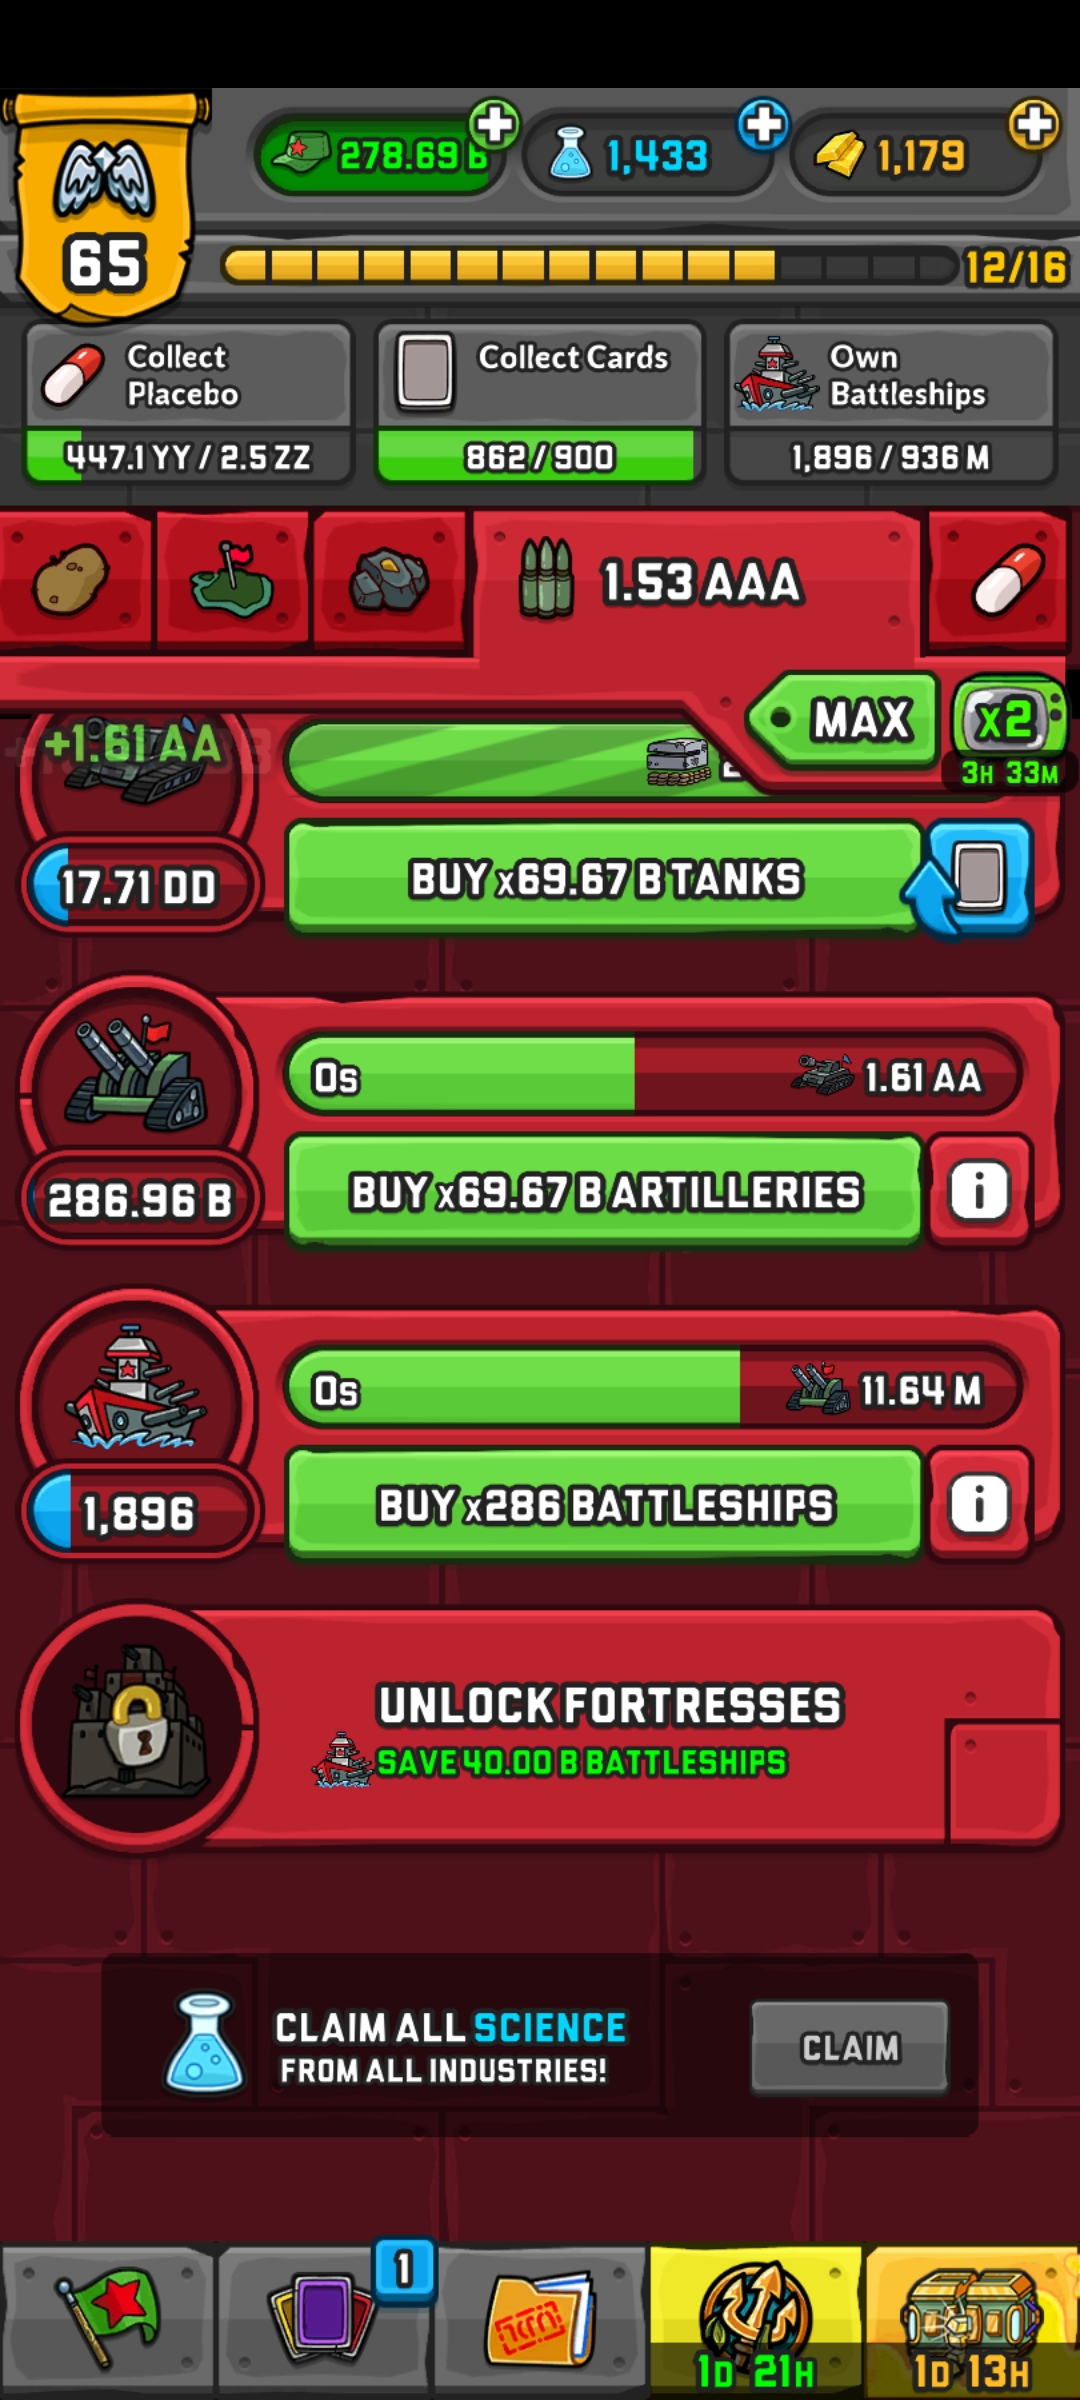 278.69 B
1,433
1,179
65
12/16
Collect
Placebo
447.1 YY / 2.5 ZZ
Collect Cards
862/900
Own
Battleships
1,896 / 936 M
1.53 AAA
MAX
x2
3H 33M
+1.61 AA
17.71 DD
BUY x69.67 B TANKS
0s
1.61 AA
286.96 B
BUY x69.67 B ARTILLERIES
0s
11.64 M
1,896
BUY x286 BATTLESHIPS
UNLOCK FORTRESSES
SAVE 40.00 B BATTLESHIPS
CLAIM ALL SCIENCE
FROM ALL INDUSTRIES!
CLAIM
1
1D 21H
1D 13H